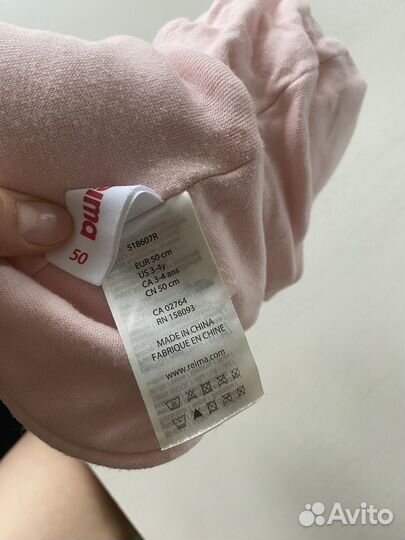 eima
50
518607R
EUR 50 cm
US 3-4y
CA 3-4 ans
CN 50 cm
CA 02764
RN 158093
MADE IN CHINA
FABRIQUE EN CHINE
www.reima.com
Avito